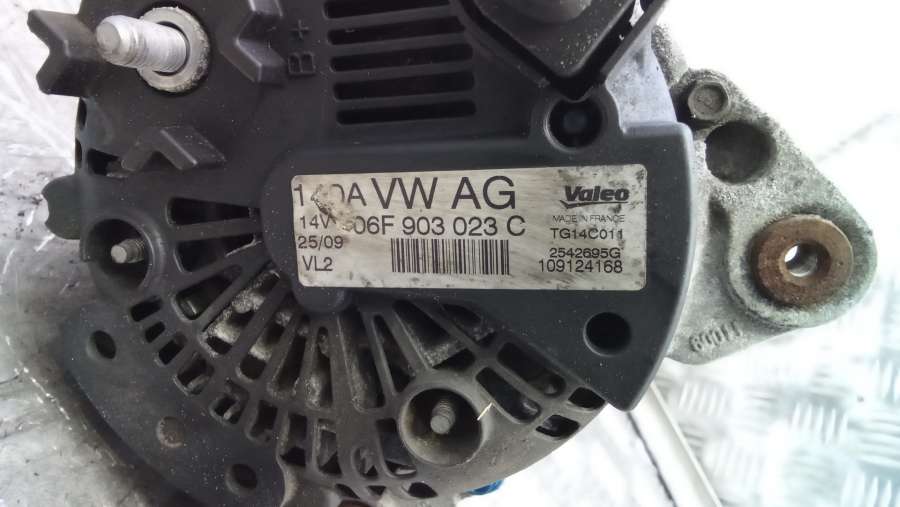 B+
VW AG
14V 06F 903 023 C
25/09
VL2
Valeo
MADE IN FRANCE
TG14C011
2542695G
109124168